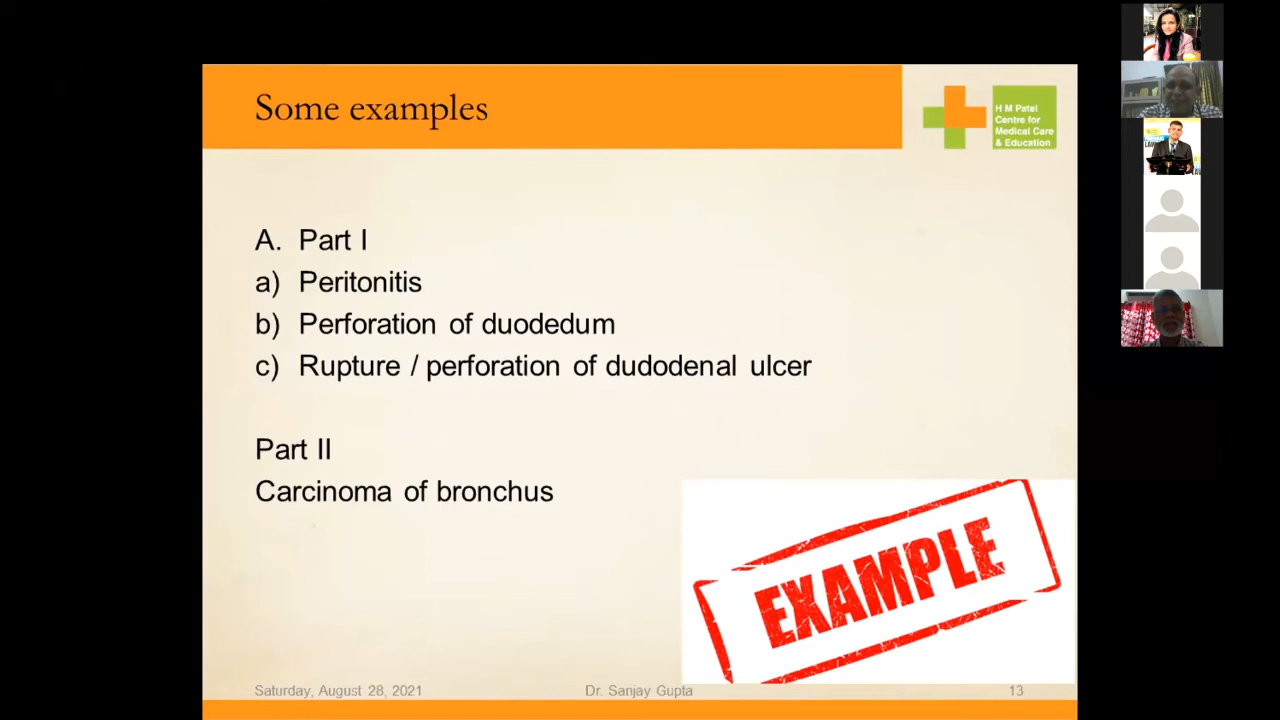 Some examples
H M Patel
Centre for
Medical Care
& Education
A. Part I
a) Peritonitis
b) Perforation of duodedum
c) Rupture / perforation of dudodenal ulcer
Part II
Carcinoma of bronchus
EXAMPLE
Saturday, August 28, 2021
Dr. Sanjay Gupta
13